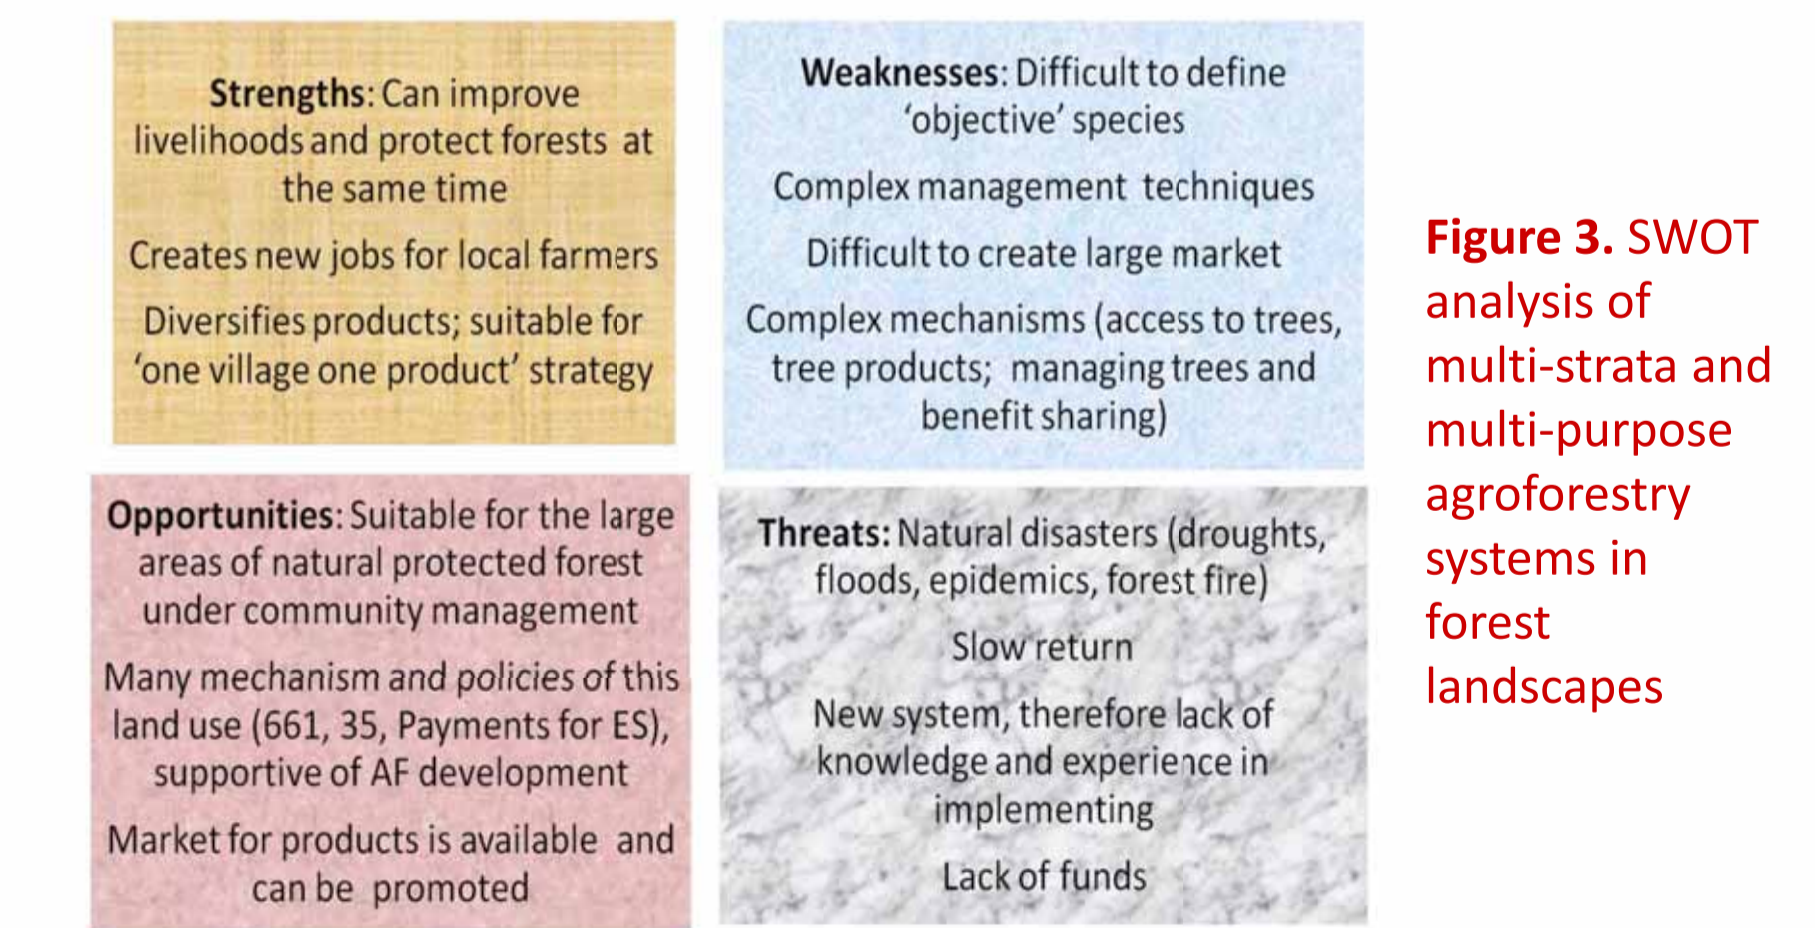 Strengths: Can improve
livelihoods and protect forests at
the same time
Creates new jobs for local farmers
Diversifies products; suitable for
‘one village one product’ strategy
Weaknesses: Difficult to define
‘objective’ species
Complex management techniques
Difficult to create large market
Complex mechanisms (access to trees,
tree products; managing trees and
benefit sharing)
Opportunities: Suitable for the large
areas of natural protected forest
under community management
Many mechanism and policies of this
land use (661, 35, Payments for ES),
supportive of AF development
Market for products is available and
can be promoted
Threats: Natural disasters (droughts,
floods, epidemics, forest fire)
Slow return
New system, therefore lack of
knowledge and experience in
implementing
Lack of funds
Figure 3. SWOT
analysis of
multi-strata and
multi-purpose
agroforestry
systems in
forest
landscapes